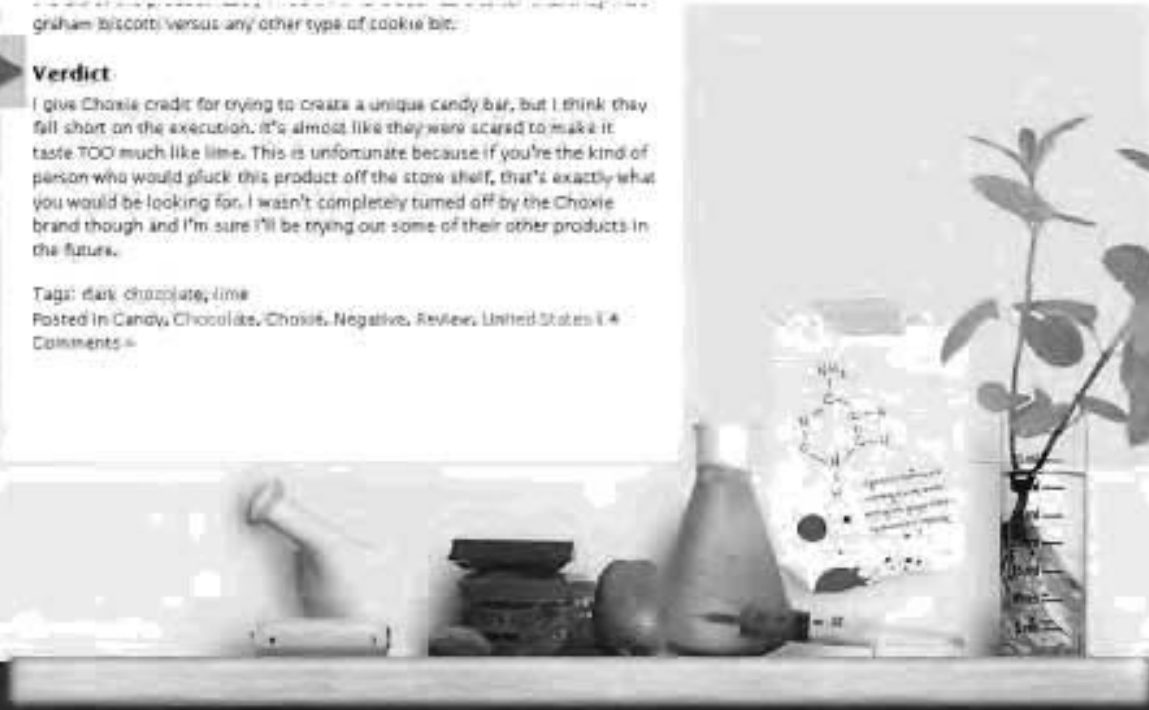 graham biscotti versus any other type of cookie bit.
Verdict
I give Choxie credit for trying to create a unique candy bar, but I think they
fell short on the execution. It's almost like they were scared to make it
taste TOO much like lime. This is unfortunate because if you're the kind of
person who would pluck this product off the store shelf, that's exactly what
you would be looking for. I wasn't completely turned off by the Choxie
brand though and I'm sure I'll be trying out some of their other products in
the future.
Tags: dark chocolate, lime
Posted in Candy, Chocolate, Choxie, Negative, Review, United States | 4
Comments »